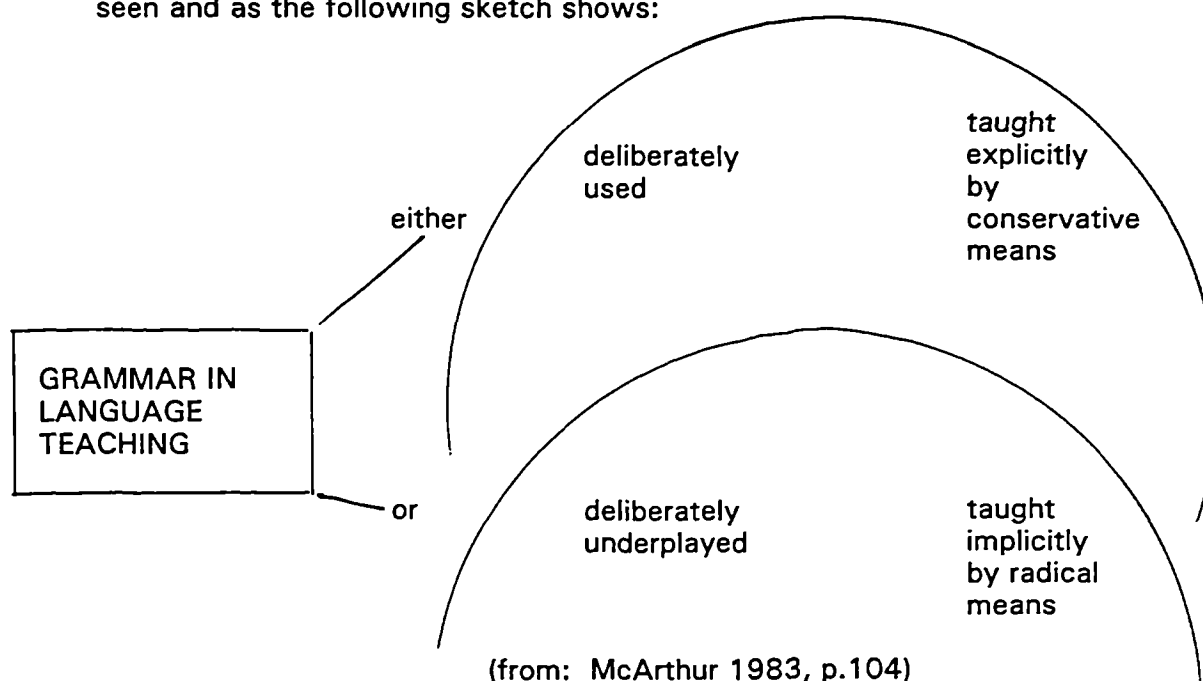 seen and as the following sketch shows:
deliberately
used
taught
explicitly
by
conservative
means
either
GRAMMAR IN
LANGUAGE
TEACHING
or
deliberately
underplayed
taught
implicitly
by radical
means
(from: McArthur 1983, p.104)